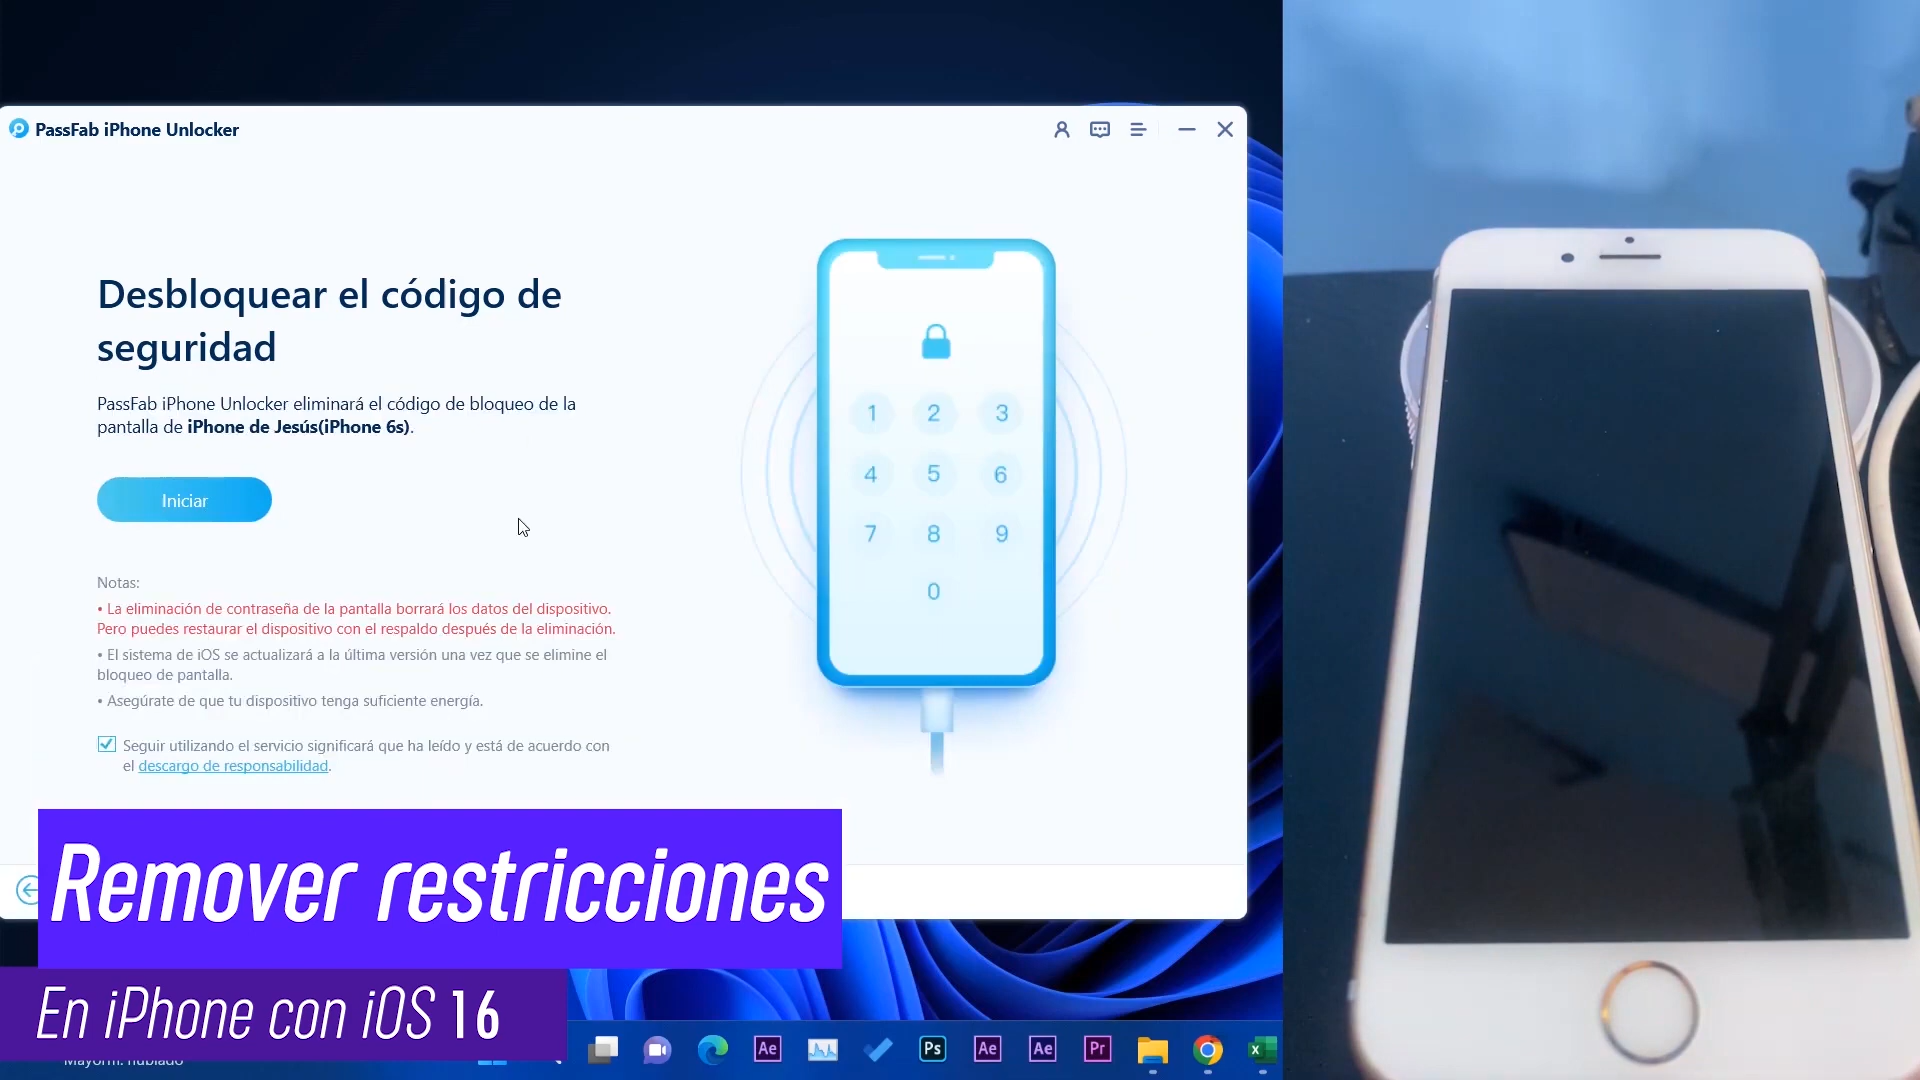 PassFab iPhone Unlocker
Desbloquear el código de
seguridad
PassFab iPhone Unlocker eliminará el código de bloqueo de la
pantalla de iPhone de Jesús(iPhone 6s).
Iniciar
Notas:
• La eliminación de contraseña de la pantalla borrará los datos del dispositivo.
Pero puedes restaurar el dispositivo con el respaldo después de la eliminación.
• El sistema de iOS se actualizará a la última versión una vez que se elimine el
bloqueo de pantalla.
• Asegúrate de que tu dispositivo tenga suficiente energía.
Seguir utilizando el servicio significará que ha leído y está de acuerdo con
el descargo de responsabilidad.
1 2 3
4 5 6
7 8 9
0
Remover restricciones
En iPhone con iOS 16
Mayorm. nublado
Ae Ps Ae Ae Pr x